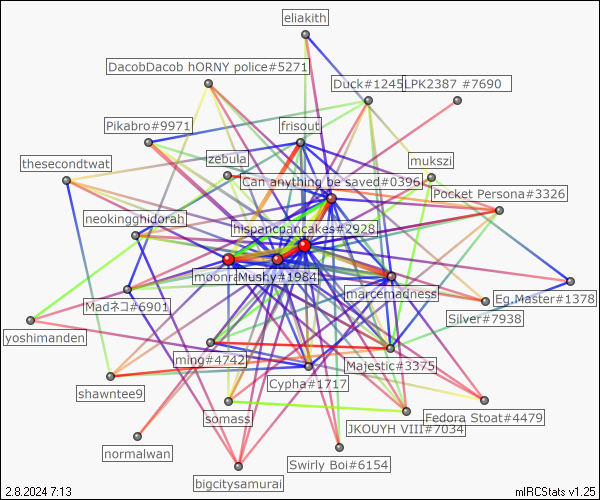 eliakith
DacobDacob hORNY police#5271
Duck#1245
LPK2387 #7690
Pikabro#9971
frisout
zebula
mukszi
thesecondtwat
Can anything be saved#0396
Pocket Persona#3326
neokingghidorah
hispancpancakes#2928
Mushy#1984
marcemadness
Eg.Master#1378
Madネコ#6901
Silver#7938
yoshimanden
ming#4742
Majestic#3375
shawntee9
Cypha#1717
somass
Fedora Stoat#4479
JKOUYH VIII#7034
normalwan
Swirly Boi#6154
bigcitysamurai
2.8.2024 7:13
mIRCStats v1.25